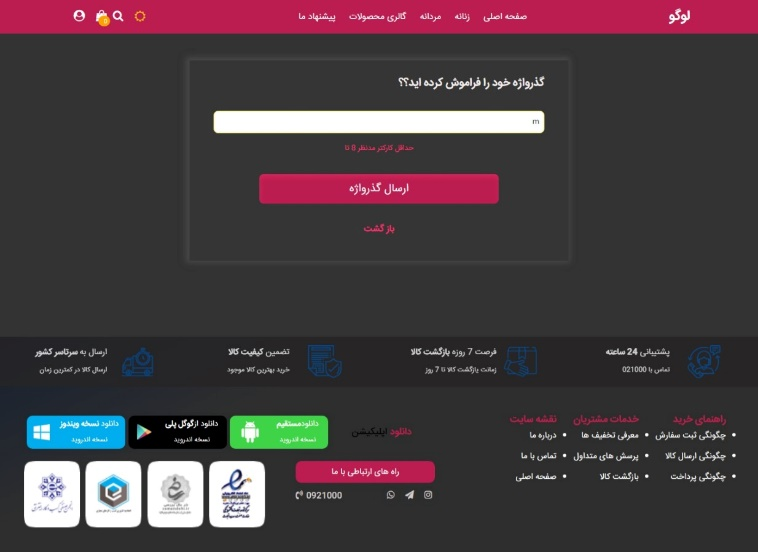 لوگو
صفحه اصلی زنانه مردانه گالری محصولات پیشنهاد ما
0
گذرواژه خود را فراموش کرده اید؟؟
m
حداقل کارکتر مدنظر 8 تا
ارسال گذرواژه
باز گشت
پشتیبانی 24 ساعته
تماس با 021000
فرصت 7 روزه بازگشت کالا
زمانت بازگشت کالا تا 7 روز
تضمین کیفیت کالا
خرید بهترین کالا موجود
ارسال به سرتاسر کشور
ارسال کالا در کمترین زمان
راهنمای خرید
چگونگی ثبت سفارش
چگونگی ارسال کالا
چگونگی پرداخت
خدمات مشتریان
معرفی تخفیف ها
پرسش های متداول
بازگشت کالا
نقشه سایت
درباره ما
تماس با ما
صفحه اصلی
دانلود اپلیکیشن
دانلودمستقیم
نسخه اندروید
دانلود ازگوگل پلی
نسخه اندروید
دانلود نسخه ویندوز
نسخه اندروید
راه های ارتباطی با ما
0921000